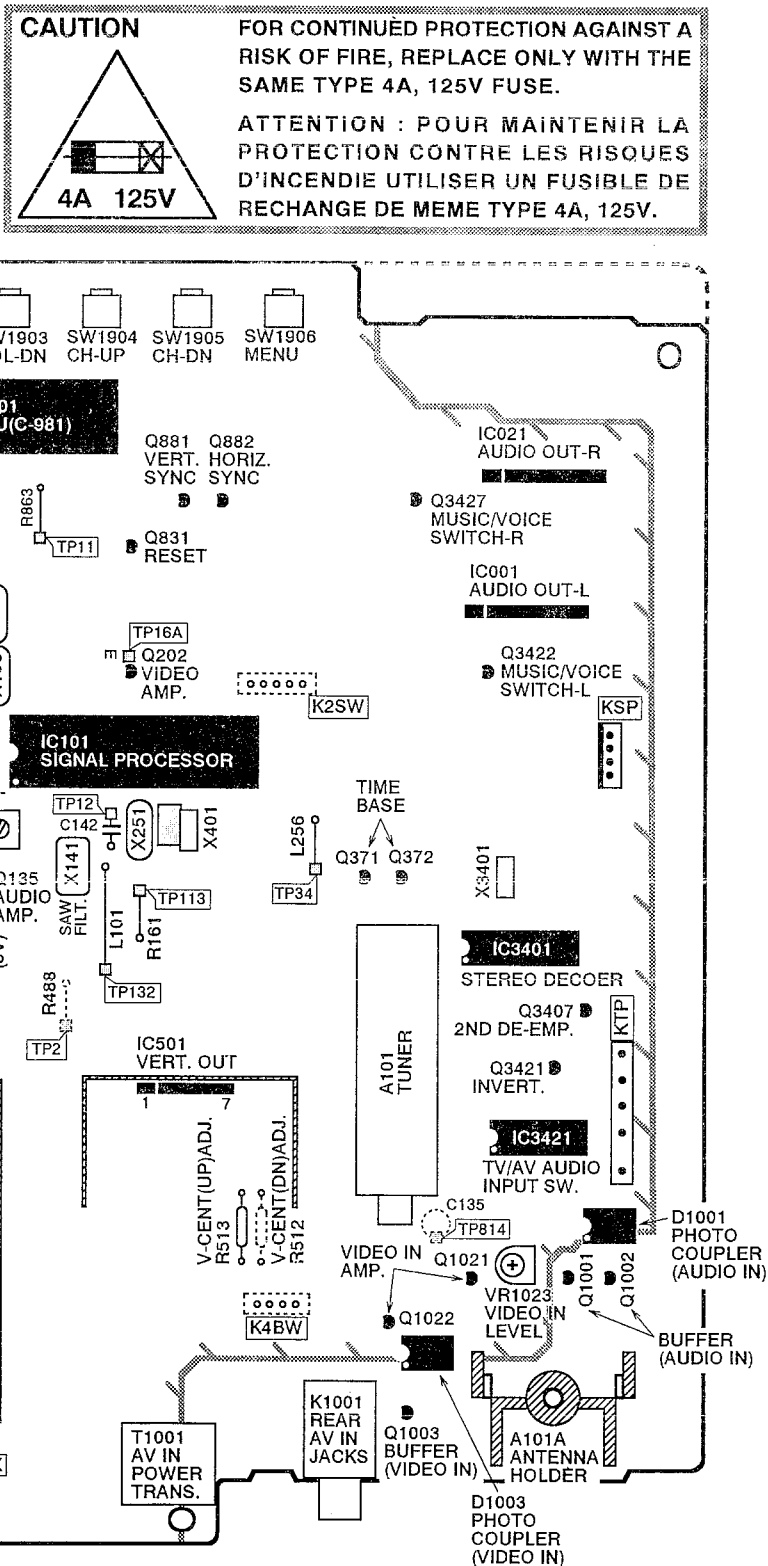 CAUTION
4A 125V
FOR CONTINUED PROTECTION AGAINST A
RISK OF FIRE, REPLACE ONLY WITH THE
SAME TYPE 4A, 125V FUSE.
ATTENTION : POUR MAINTENIR LA
PROTECTION CONTRE LES RISQUES
D'INCENDIE UTILISER UN FUSIBLE DE
RECHANGE DE MEME TYPE 4A, 125V.
W1903
OL-DN
SW1904
CH-UP
SW1905
CH-DN
SW1906
MENU
01
U(C-981)
Q881
VERT.
SYNC
Q882
HORIZ.
SYNC
IC021
AUDIO OUT-R
R863
TP11
Q831
RESET
Q3427
MUSIC/VOICE
SWITCH-R
IC001
AUDIO OUT-L
TP16A
E
Q202
VIDEO
AMP.
K2SW
Q3422
MUSIC/VOICE
SWITCH-L
KSP
IC101
SIGNAL PROCESSOR
TP12
C142
X251
X401
L256
TP34
TIME
BASE
Q371
Q372
X3401
Q135
AUDIO
AMP.
X141
SAW
FILT.
L101
R161
TP113
TP132
R488
TP2
IC3401
STEREO DECOER
Q3407
2ND DE-EMP.
KTP
Q3421
INVERT.
IC3421
TV/AV AUDIO
INPUT SW.
A101
TUNER
IC501
VERT. OUT
1
7
V-CENT(UP)ADJ.
R513
V-CENT(DN)ADJ.
R512
C135
TP814
VIDEO IN
AMP.
Q1021
VR1023
VIDEO IN
LEVEL
Q1001
Q1002
D1001
PHOTO
COUPLER
(AUDIO IN)
BUFFER
(AUDIO IN)
K4BW
Q1022
T1001
AV IN
POWER
TRANS.
K1001
REAR
AV IN
JACKS
Q1003
BUFFER
(VIDEO IN)
A101A
ANTENNA
HOLDER
D1003
PHOTO
COUPLER
(VIDEO IN)